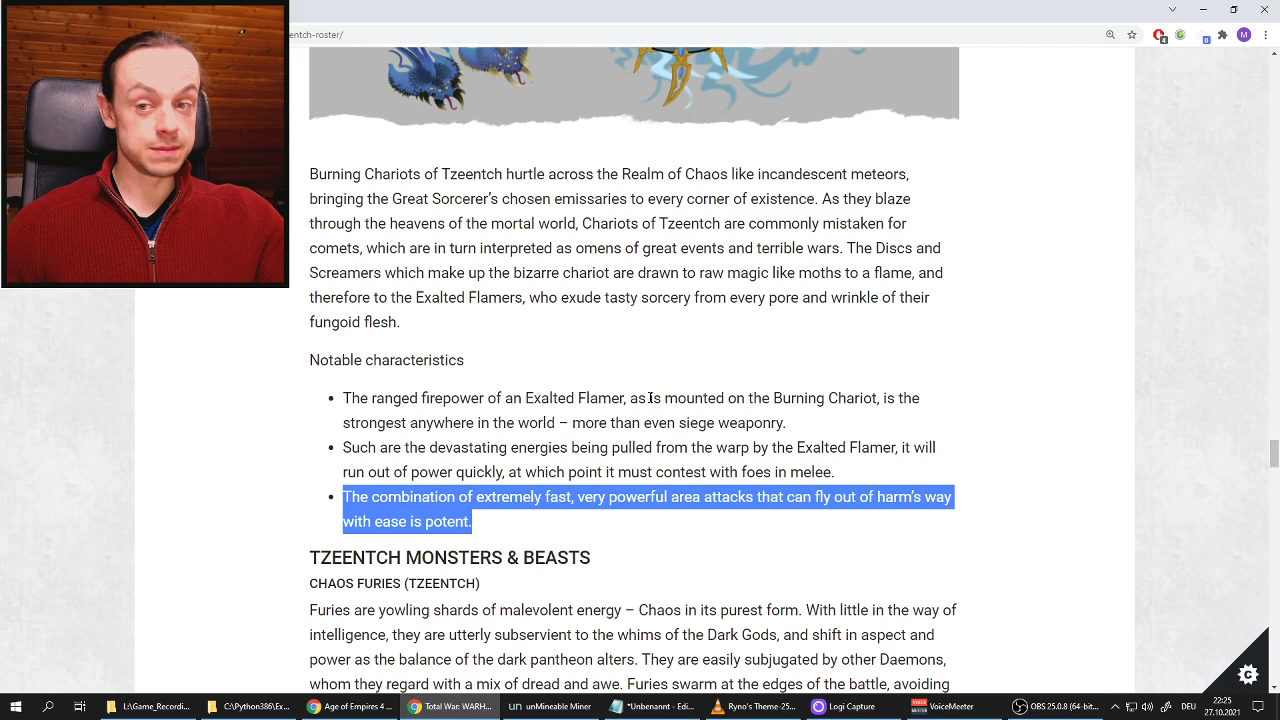 entch-roster/
M
Burning Chariots of Tzeentch hurtle across the Realm of Chaos like incandescent meteors,
bringing the Great Sorcerer's chosen emissaries to every corner of existence. As they blaze
through the heavens of the mortal world, Chariots of Tzeentch are commonly mistaken for
comets, which are in turn interpreted as omens of great events and terrible wars. The Discs and
Screamers which make up the bizarre chariot are drawn to raw magic like moths to a flame, and
therefore to the Exalted Flamers, who exude tasty sorcery from every pore and wrinkle of their
fungoid flesh.
Notable characteristics
• The ranged firepower of an Exalted Flamer, as is mounted on the Burning Chariot, is the
strongest anywhere in the world – more than even siege weaponry.
• Such are the devastating energies being pulled from the warp by the Exalted Flamer, it will
run out of power quickly, at which point it must contest with foes in melee.
• The combination of extremely fast, very powerful area attacks that can fly out of harm's way
with ease is potent.
TZEENTCH MONSTERS & BEASTS
CHAOS FURIES (TZEENTCH)
Furies are yowling shards of malevolent energy – Chaos in its purest form. With little in the way of
intelligence, they are utterly subservient to the whims of the Dark Gods, and shift in aspect and
power as the balance of the dark pantheon alters. They are easily subjugated by other Daemons,
whom they regard with a mix of dread and awe. Furies swarm at the edges of the battle, avoiding
L:\Game_Recordi... C:\Python386\Ex... Age of Empires 4 ... Total War: WARH... unMineable Miner *Unbenannt - Edi... Ryno's Theme-25... Logi Capture VoiceMeeter OBS 25.0.8 (64-bi... DEU 22:25
27.10.2021